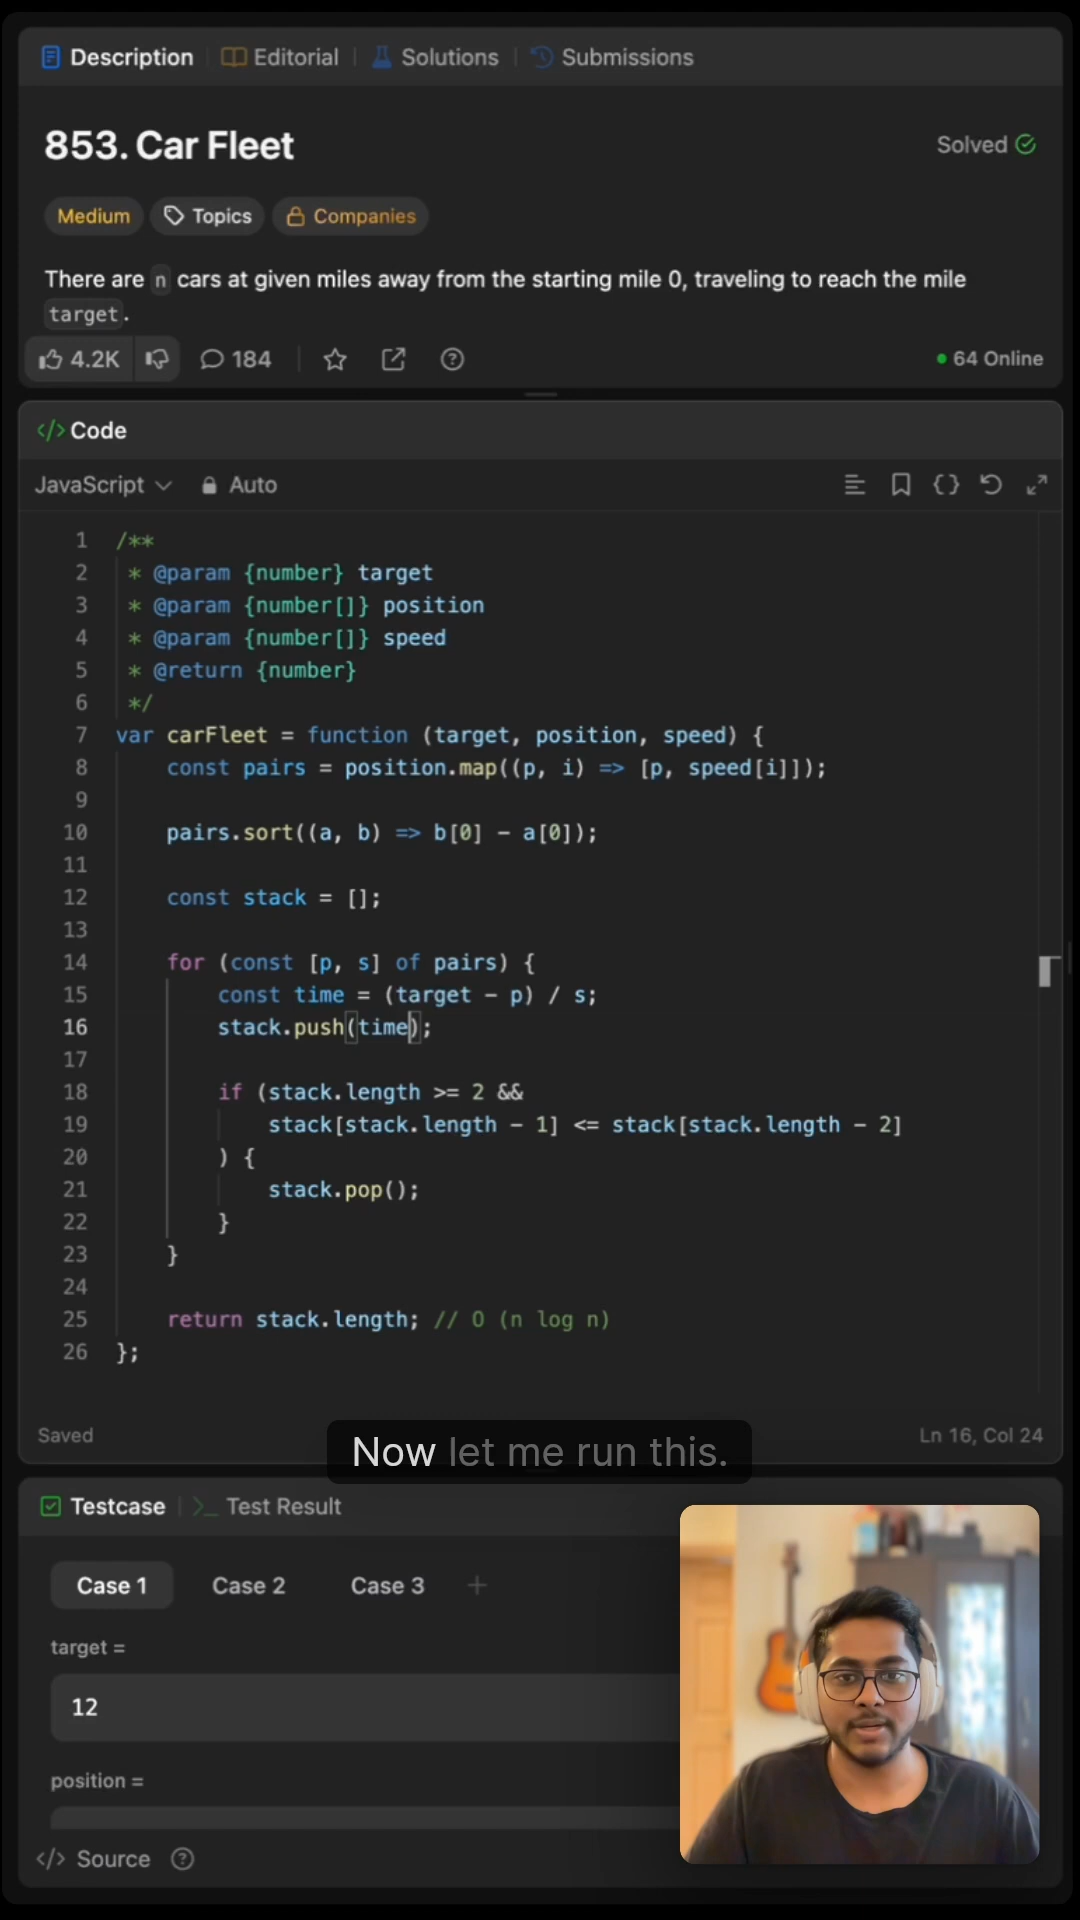 Description Editorial Solutions Submissions
853. Car Fleet
Solved
Medium Topics Companies
There are n cars at given miles away from the starting mile 0, traveling to reach the mile
target.
4.2K 184 64 Online
</> Code
JavaScript Auto
1 /**
2 * @param {number} target
3 * @param {number[]} position
4 * @param {number[]} speed
5 * @return {number}
6 */
7 var carFleet = function (target, position, speed) {
8 const pairs = position.map((p, i) => [p, speed[i]]);
9
10 pairs.sort((a, b) => b[0] - a[0]);
11
12 const stack = [];
13
14 for (const [p, s] of pairs) {
15 const time = (target - p) / s;
16 stack.push(time);
17
18 if (stack.length >= 2 &&
19 stack[stack.length - 1] <= stack[stack.length - 2]
20 ) {
21 stack.pop();
22 }
23 }
24
25 return stack.length; // O (n log n)
26 };
Saved
Now let me run this.
Ln 16, Col 24
Testcase >_ Test Result
Case 1 Case 2 Case 3 +
target =
12
position =
</> Source